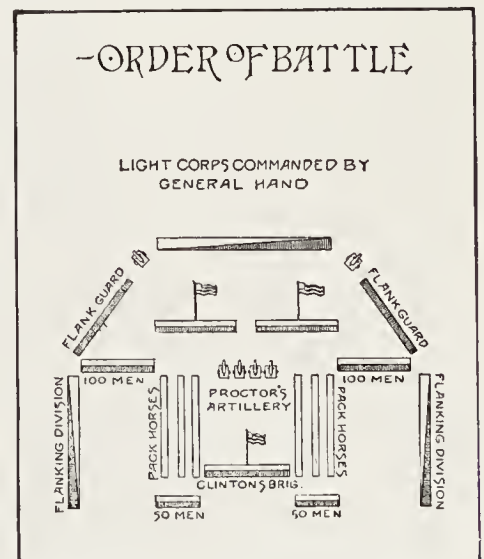 -ORDER OF BATTLE
LIGHT CORPS COMMANDED BY
GENERAL HAND
FLANK GUARD
FLANK GUARD
100 MEN
100 MEN
FLANKING DIVISION
PACK HORSES
PROCTOR'S
ARTILLERY
PACK HORSES
FLANKING DIVISION
CLINTONS BRIG.
50 MEN
50 MEN